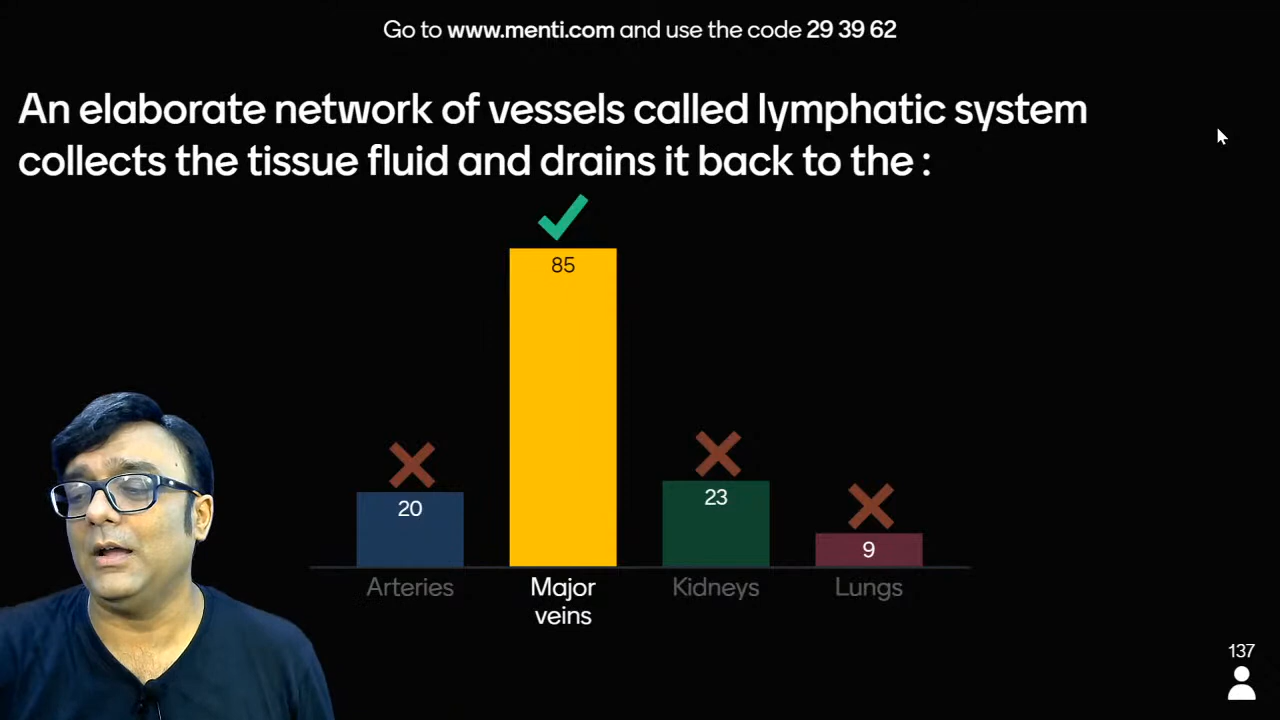 Go to www.menti.com and use the code 29 39 62
An elaborate network of vessels called lymphatic system
collects the tissue fluid and drains it back to the :
85
20
23
9
Arteries
Major
veins
Kidneys
Lungs
137